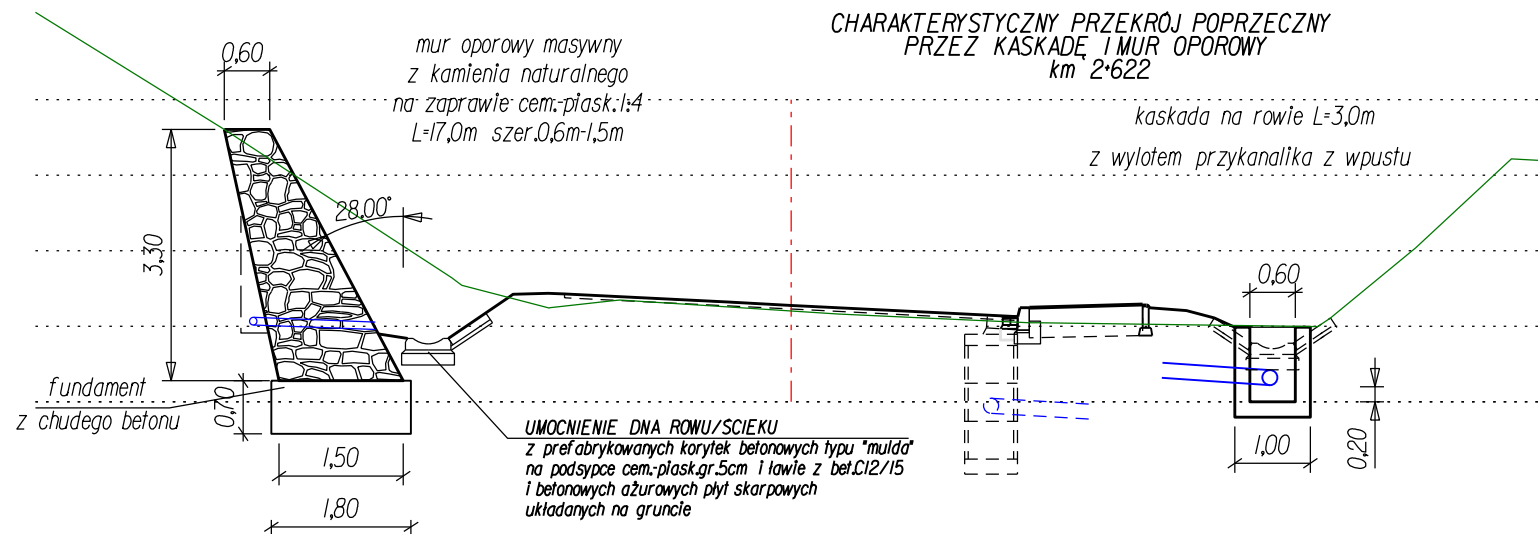 CHARAKTERYSTYCZNY PRZEKRÓJ POPRZECZNY
PRZEZ KASKADĘ I MUR OPOROWY
km 2+622
0,60
mur oporowy masywny
z kamienia naturalnego
na zaprawie cem.-piask.1:4
L=17,0m szer.0,6m-1,5m
kaskada na rowie L=3,0m
z wylotem przykanalika z wpustu
28.00°
3,30
0,60
fundament
z chudego betonu
0,70
UMOCNIENIE DNA ROWU/ŚCIEKU
z prefabrykowanych korytek betonowych typu "mulda"
na podsypce cem.-piask.gr.5cm i ławie z bet.C12/15
i betonowych ażurowych płyt skarpowych
układanych na gruncie
1,50
1,80
1,00
0,20